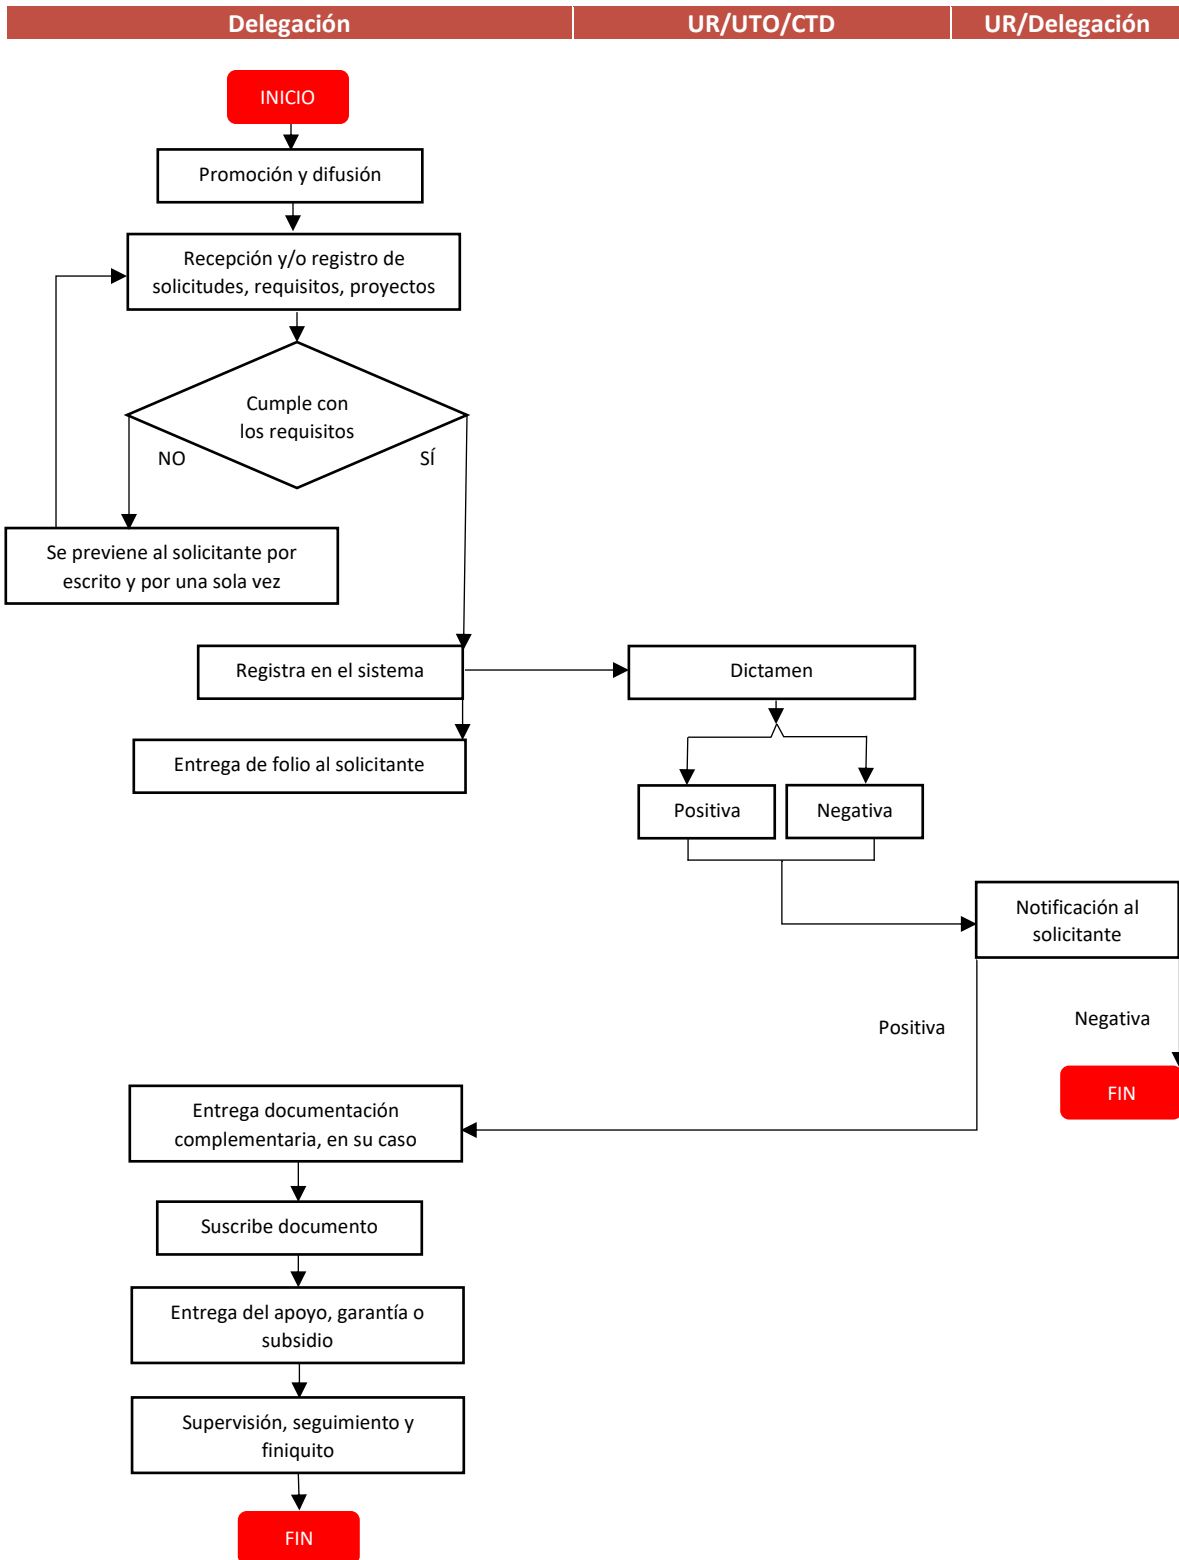 Delegación
UR/UTO/CTD
UR/Delegación
INICIO
Promoción y difusión
Recepción y/o registro de
solicitudes, requisitos, proyectos
Cumple con
los requisitos
NO
SÍ
Se previene al solicitante por
escrito y por una sola vez
Registra en el sistema
Dictamen
Entrega de folio al solicitante
Positiva
Negativa
Notificación al
solicitante
Positiva
Negativa
FIN
Entrega documentación
complementaria, en su caso
Suscribe documento
Entrega del apoyo, garantía o
subsidio
Supervisión, seguimiento y
finiquito
FIN